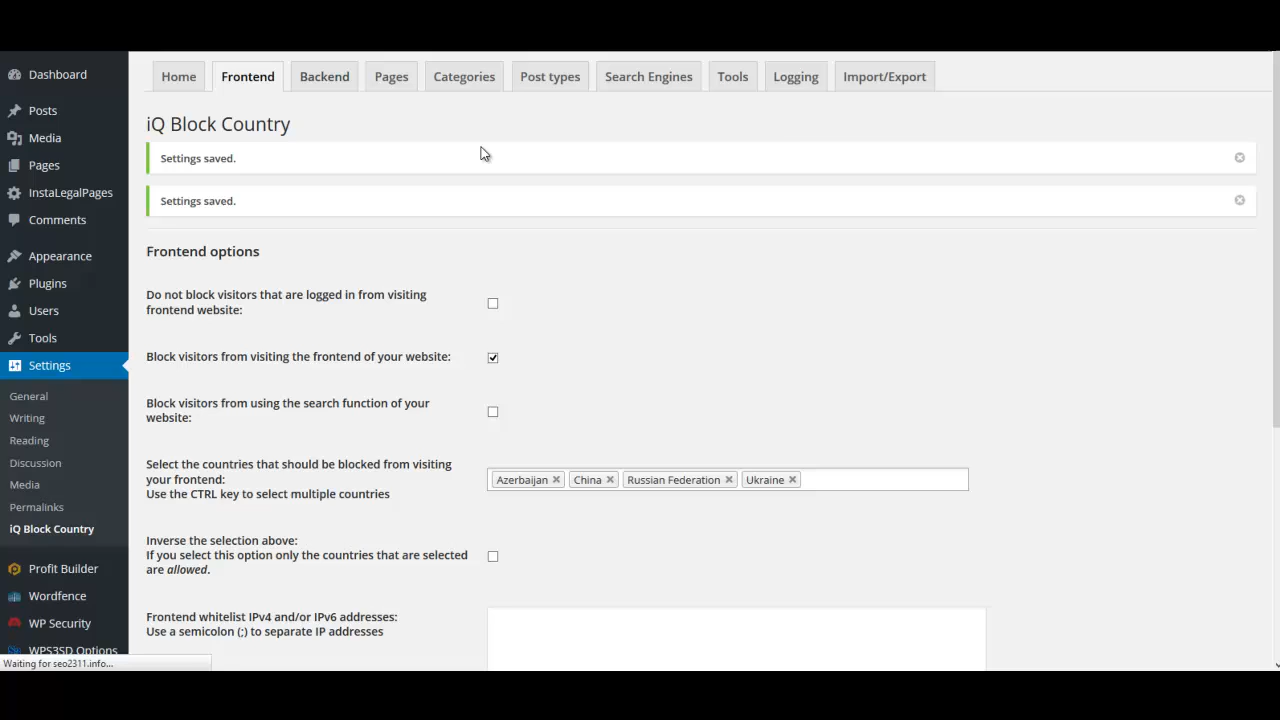 Dashboard
Posts
Media
Pages
InstaLegalPages
Comments
Appearance
Plugins
Users
Tools
Settings
General
Writing
Reading
Discussion
Media
Permalinks
iQ Block Country
Profit Builder
Wordfence
WP Security
WPS3SD Options
Waiting for seo2311.info...
Home Frontend Backend Pages Categories Post types Search Engines Tools Logging Import/Export
iQ Block Country
Settings saved.
Settings saved.
Frontend options
Do not block visitors that are logged in from visiting
frontend website:
Block visitors from visiting the frontend of your website:
Block visitors from using the search function of your
website:
Select the countries that should be blocked from visiting
your frontend:
Use the CTRL key to select multiple countries
Azerbaijan China Russian Federation Ukraine
Inverse the selection above:
If you select this option only the countries that are selected
are allowed.
Frontend whitelist IPv4 and/or IPv6 addresses:
Use a semicolon (;) to separate IP addresses